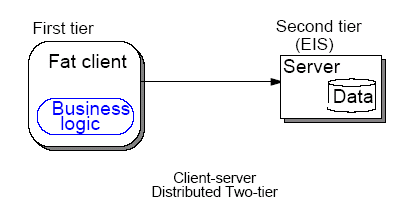 First tier
Fat client
Business
logic
Second tier
(EIS)
Server
Data
Client-server
Distributed Two-tier